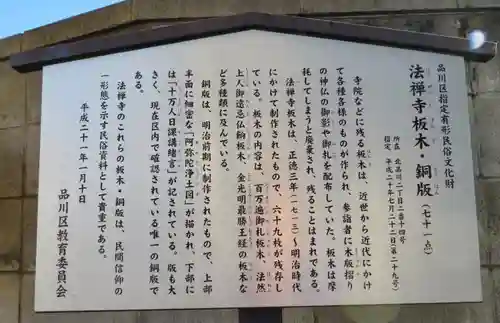 品川区指定有形民俗文化財
法禅寺板木・銅版（七十一点）
所在 北品川二丁目二番十四号
指定 平成二十年七月二十二日(第二十九号)
寺院などに残る板木は、近世から近代にかけ
て各種各様のものが作られ、参詣者に木版摺り
の神仏の御影や御札を配布していた。板木は摩
耗してしまうと廃棄され、残ることはまれである。
法禅寺板木は、正徳三年(一七一三)～明治時代
にかけて制作されたもので、六十九枚が残存し
ている。板木の内容は、百万遍御札板木、法然
上人御遠忌仏軸板木、金光明最勝王経の板木な
ど多種類に及んでいる。
銅版は、明治前期に制作されたもので、上部
半面に細密な「阿弥陀浄土図」が描かれ、下部に
は「十万人日課講緒言」が記されている。版も大
きく、現在区内で確認されている唯一の銅版で
ある。
法禅寺のこれらの板木・銅版は、民間信仰の
一形態を示す民俗資料として貴重である。
平成二十一年一月十日
品川区教育委員会